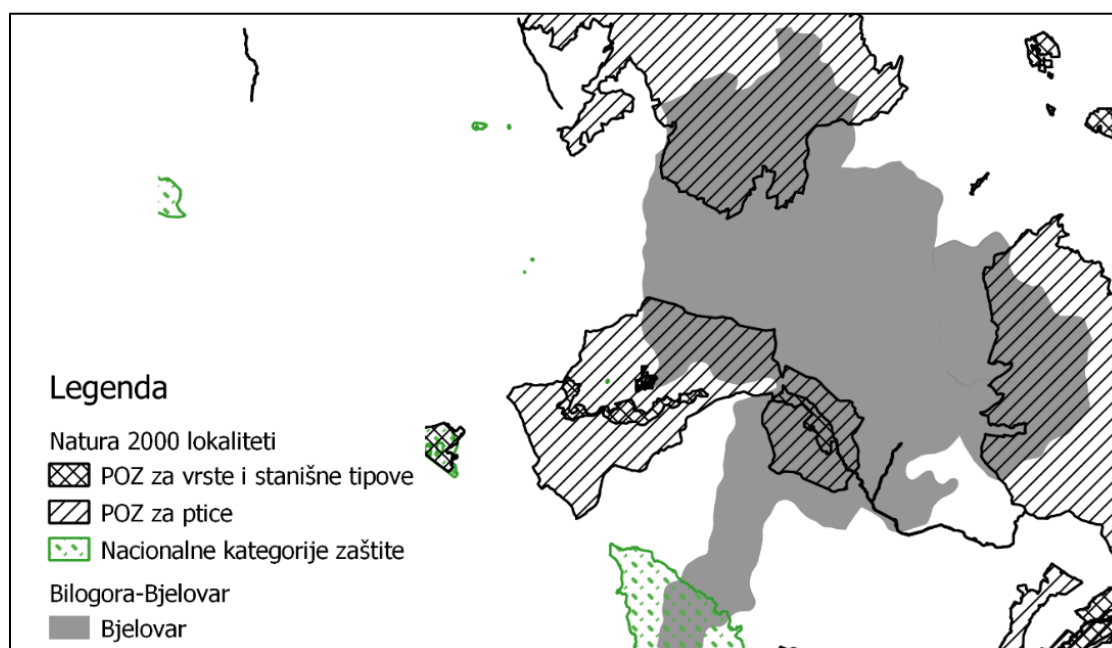 Legenda
Natura 2000 lokaliteti
POZ za vrste i stanišne tipove
POZ za ptice
Nacionalne kategorije zaštite
Bilogora-Bjelovar
Bjelovar